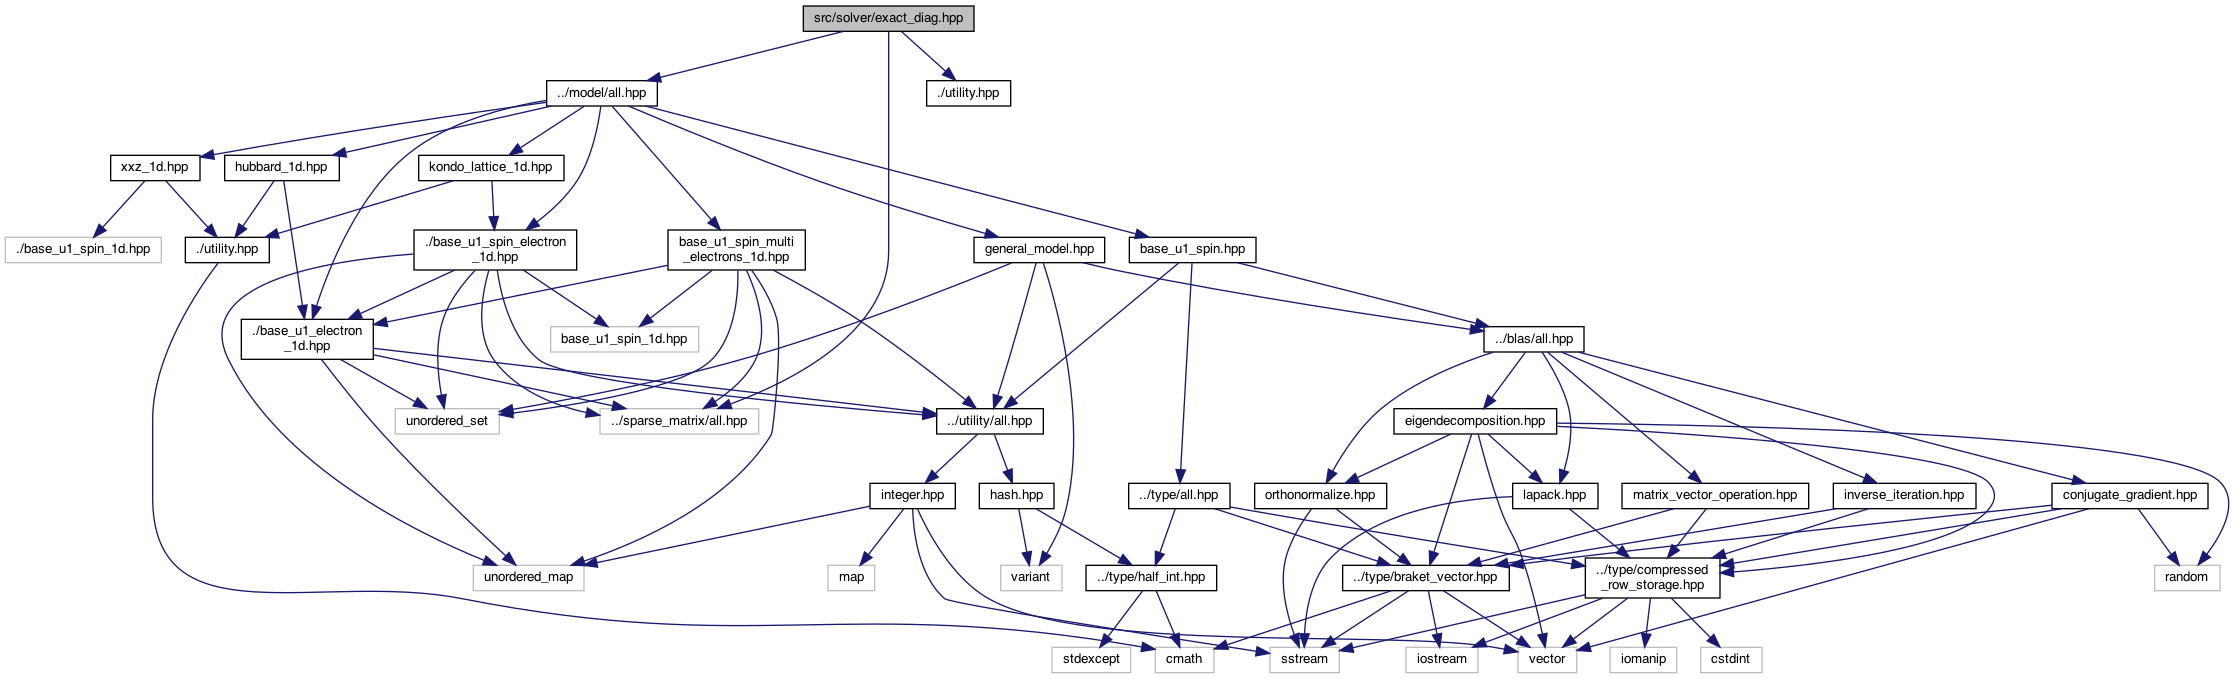 src/solver/exact_diag.hpp
../model/all.hpp
./utility.hpp
xxz_1d.hpp
hubbard_1d.hpp
kondo_lattice_1d.hpp
./base_u1_spin_1d.hpp
./utility.hpp
./base_u1_spin_electron
_1d.hpp
base_u1_spin_multi
_electrons_1d.hpp
general_model.hpp
base_u1_spin.hpp
./base_u1_electron
_1d.hpp
base_u1_spin_1d.hpp
../blas/all.hpp
unordered_set
../sparse_matrix/all.hpp
../utility/all.hpp
eigendecomposition.hpp
integer.hpp
hash.hpp
../type/all.hpp
orthonormalize.hpp
lapack.hpp
matrix_vector_operation.hpp
inverse_iteration.hpp
conjugate_gradient.hpp
unordered_map
map
variant
../type/half_int.hpp
../type/braket_vector.hpp
../type/compressed
_row_storage.hpp
random
stdexcept
cmath
sstream
iostream
vector
iomanip
cstdint